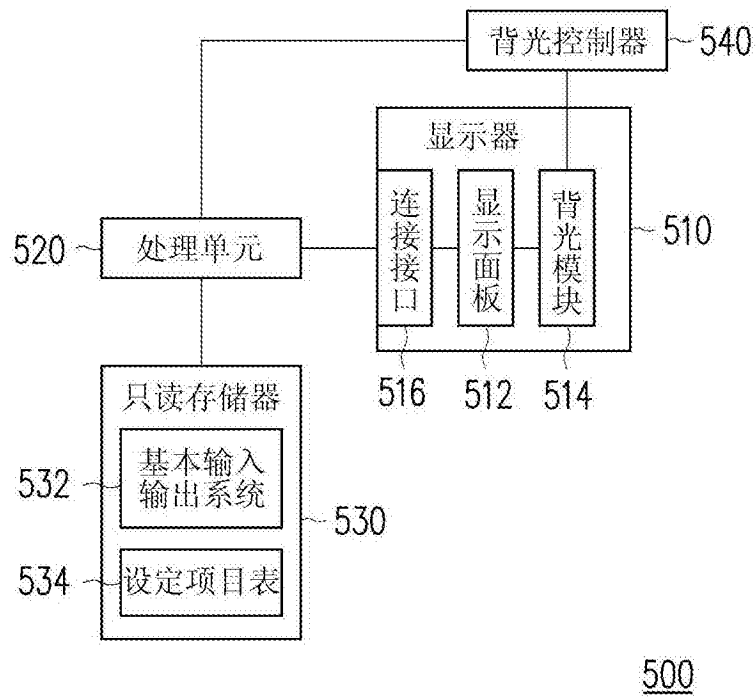 背光控制器
540
显示器
连接接口
显示面板
背光模块
510
520
处理单元
516
512
514
只读存储器
532
基本输入
输出系统
530
534
设定项目表
500